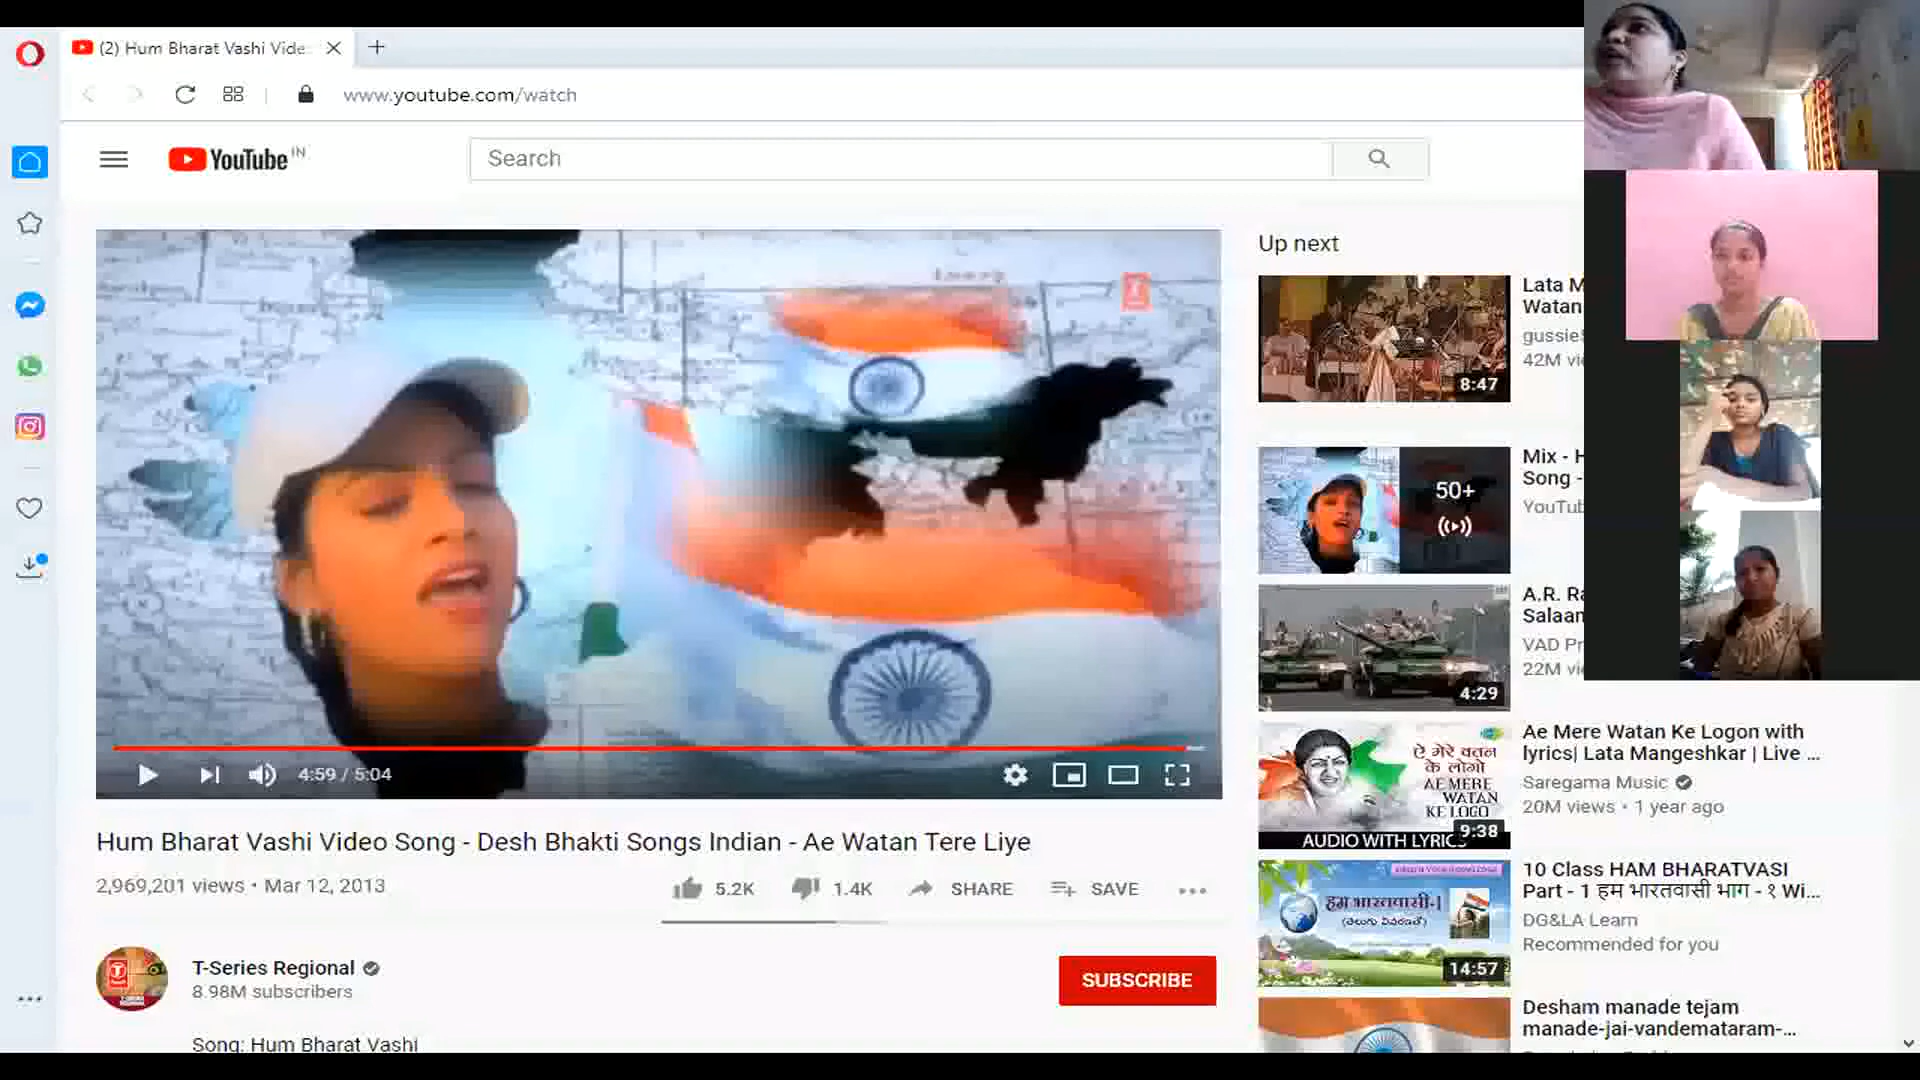 (2) Hum Bharat Vashi Vide
www.youtube.com/watch
YouTube IN
Search
4:59 / 5:04
Hum Bharat Vashi Video Song - Desh Bhakti Songs Indian - Ae Watan Tere Liye
2,969,201 views • Mar 12, 2013
5.2K
1.4K
SHARE
SAVE
T-Series Regional
8.98M subscribers
SUBSCRIBE
Song: Hum Bharat Vashi
Up next
8:47
Lata M
Watan
42M
50+
Mix - H
Song -
YouTu
4:29
A.R. Ra
Salaan
VAD Pr
22M
ऐ मेरे वतन
के लोगो
AE MERE
WATAN
KE LOGO
9:38
AUDIO WITH LYRICS
Ae Mere Watan Ke Logon with
lyrics| Lata Mangeshkar | Live ...
Saregama Music
20M views • 1 year ago
हम भारतवासी-I
14:57
10 Class HAM BHARATVASI
Part - 1 हम भारतवासी भाग - १ Wi...
DG&LA Learn
Recommended for you
Desham manade tejam
manade-jai-vandemataram-...